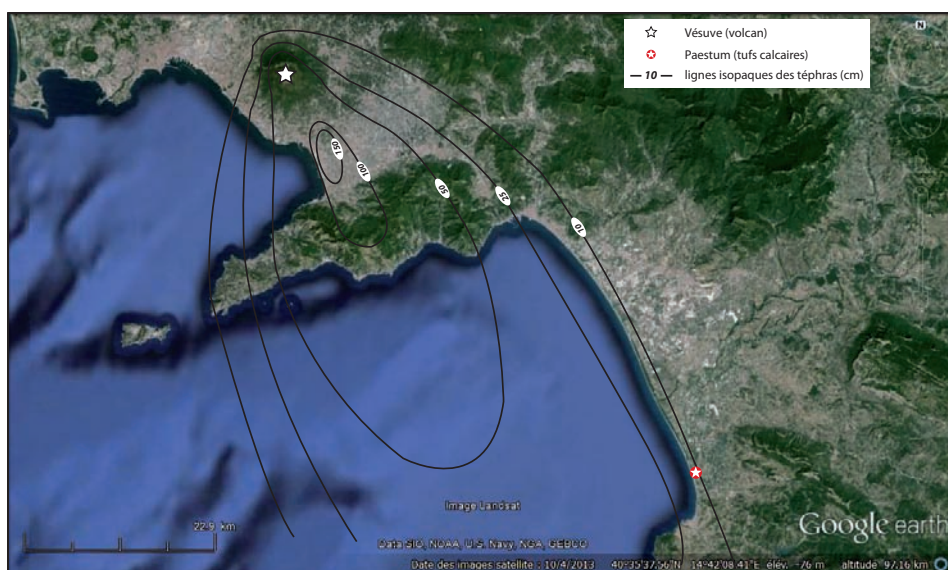 N
Vésuve (volcan)
Paestum (tufs calcaires)
10 lignes isopaques des téphras (cm)
150
100
50
25
10
22.9 km
Image Landsat
Data SIO, NOAA, U.S. Navy, NGA, GEBCO
Google earth
Date des images satellite : 10/4/2013 40°35'37.56"N 14°42'08.41"E élév. -76 m altitude 97.16 km